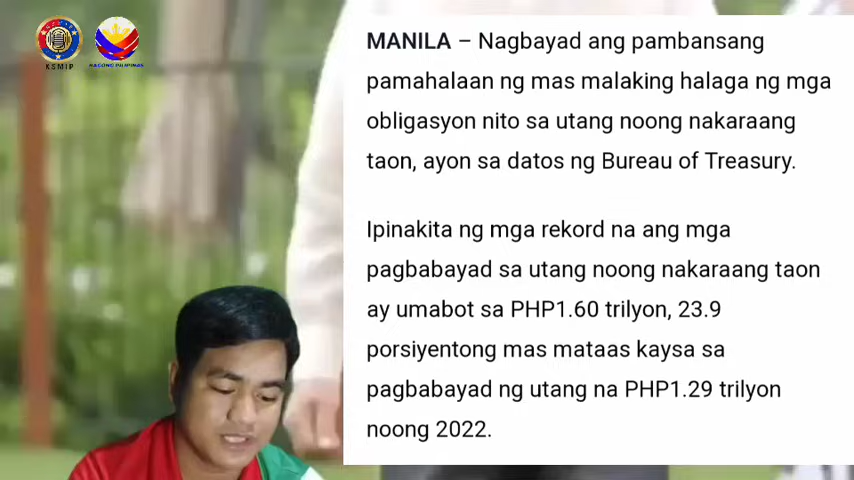 KSMIP
BAGONG PILIPINAS
MANILA – Nagbayad ang pambansang
pamahalaan ng mas malaking halaga ng mga
obligasyon nito sa utang noong nakaraang
taon, ayon sa datos ng Bureau of Treasury.
Ipinakita ng mga rekord na ang mga
pagbabayad sa utang noong nakaraang taon
ay umabot sa PHP1.60 trilyon, 23.9
porsiyentong mas mataas kaysa sa
pagbabayad ng utang na PHP1.29 trilyon
noong 2022.